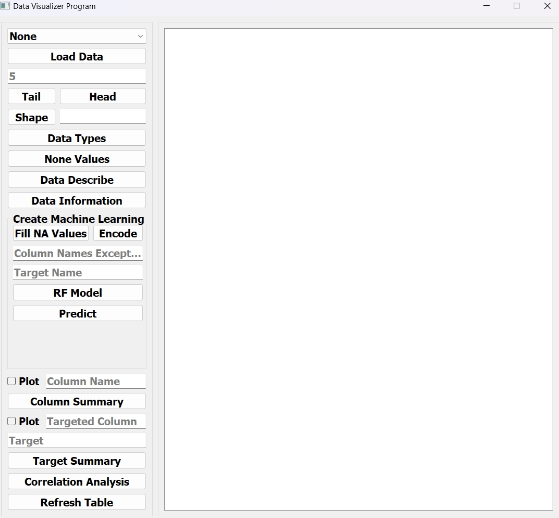 Data Visualizer Program
None
Load Data
5
Tail Head
Shape
Data Types
None Values
Data Describe
Data Information
Create Machine Learning
Fill NA Values Encode
Column Names Except...
Target Name
RF Model
Predict
Plot Column Name
Column Summary
Plot Targeted Column
Target
Target Summary
Correlation Analysis
Refresh Table